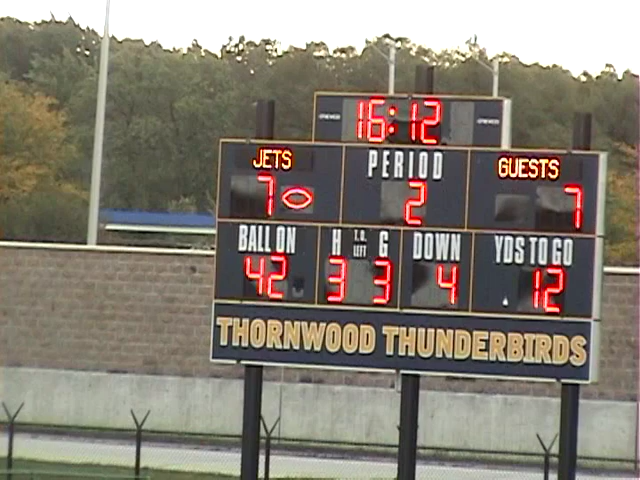 16:12
JETS PERIOD GUESTS
7 2 7
BALL ON H T.O. LEFT G DOWN YDS TO GO
42 3 3 4 12
THORNWOOD THUNDERBIRDS